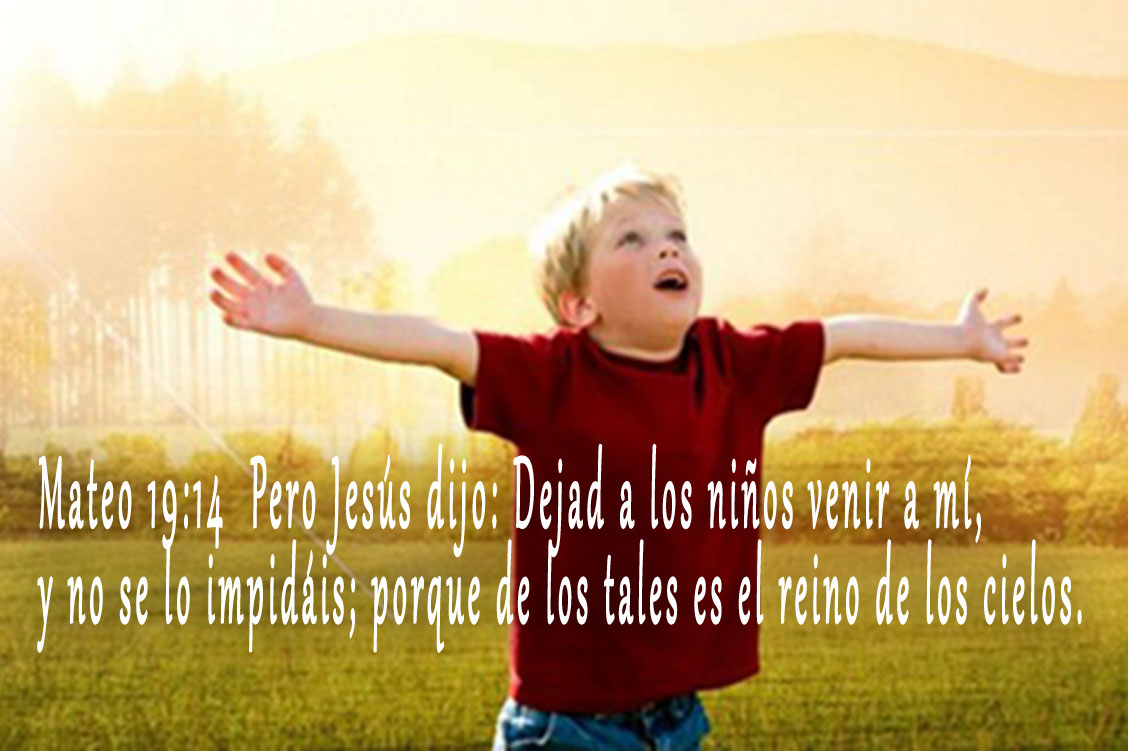 Mateo 19:14 Pero Jesús dijo: Dejad a los niños venir a mí,
y no se lo impidáis; porque de los tales es el reino de los cielos.